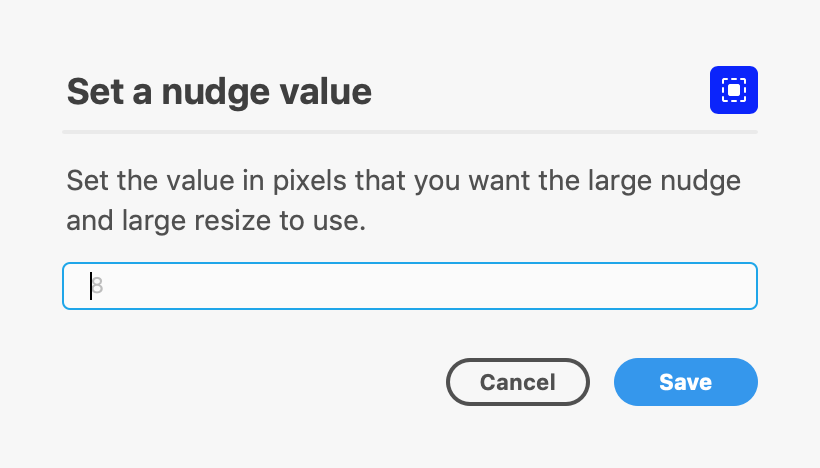 Set a nudge value
Set the value in pixels that you want the large nudge
and large resize to use.
8
Cancel
Save